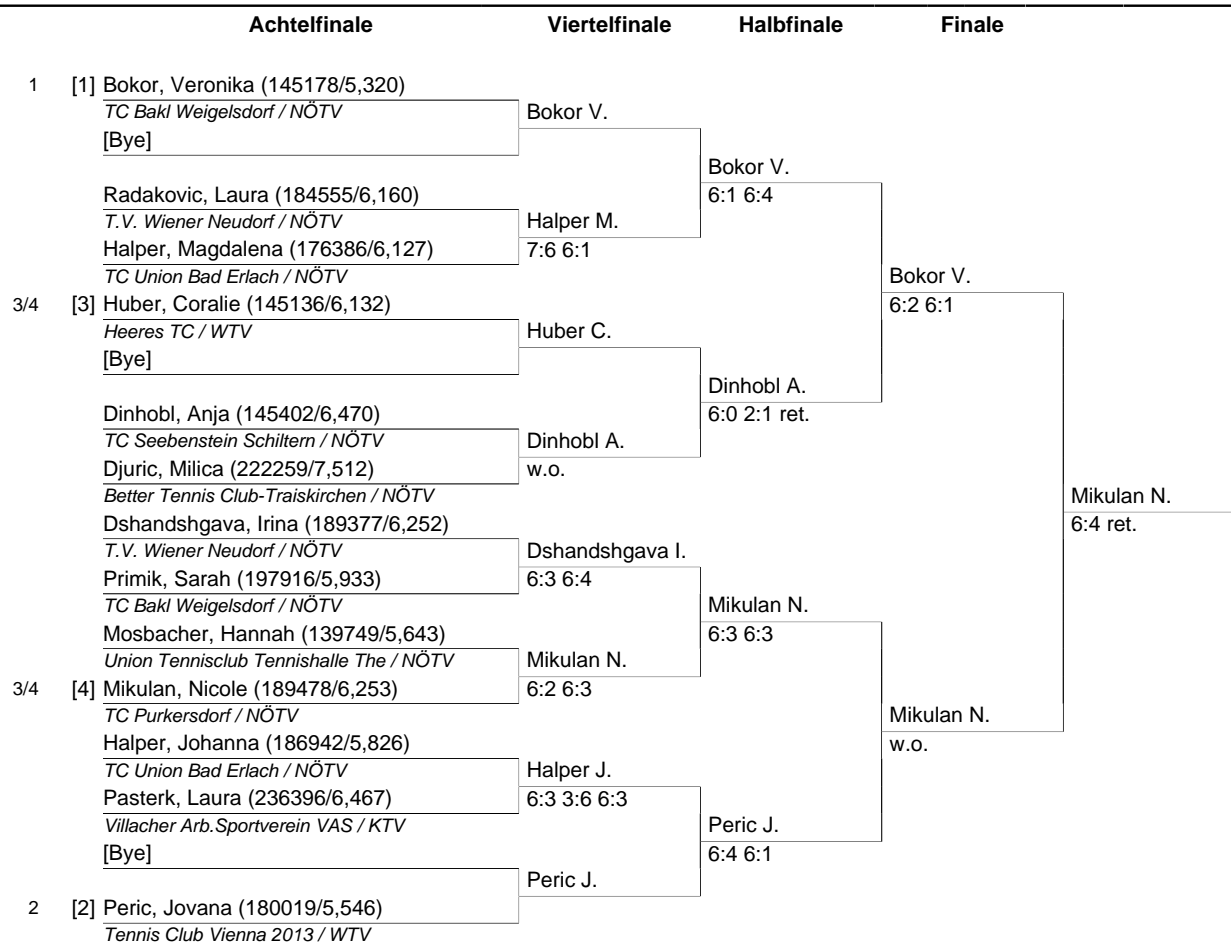 Achtelfinale Viertelfinale Halbfinale Finale
1 [1] Bokor, Veronika (145178/5,320)
TC Bakl Weigelsdorf / NÖTV Bokor V.
[Bye]
Bokor V.
Radakovic, Laura (184555/6,160) 6:1 6:4
T.V. Wiener Neudorf / NÖTV Halper M.
Halper, Magdalena (176386/6,127) 7:6 6:1
TC Union Bad Erlach / NÖTV Bokor V.
3/4 [3] Huber, Coralie (145136/6,132) 6:2 6:1
Heeres TC / WTV Huber C.
[Bye]
Dinhobl A.
Dinhobl, Anja (145402/6,470) 6:0 2:1 ret.
TC Seebenstein Schiltern / NÖTV Dinhobl A.
Djuric, Milica (222259/7,512) w.o.
Better Tennis Club-Traiskirchen / NÖTV Mikulan N.
Dshandshgava, Irina (189377/6,252) 6:4 ret.
T.V. Wiener Neudorf / NÖTV Dshandshgava I.
Primik, Sarah (197916/5,933) 6:3 6:4
TC Bakl Weigelsdorf / NÖTV Mikulan N.
Mosbacher, Hannah (139749/5,643) 6:3 6:3
Union Tennisclub Tennishalle The / NÖTV Mikulan N.
3/4 [4] Mikulan, Nicole (189478/6,253) 6:2 6:3
TC Purkersdorf / NÖTV Mikulan N.
Halper, Johanna (186942/5,826) w.o.
TC Union Bad Erlach / NÖTV Halper J.
Pasterk, Laura (236396/6,467) 6:3 3:6 6:3
Villacher Arb.Sportverein VAS / KTV Peric J.
[Bye] 6:4 6:1
Peric J.
2 [2] Peric, Jovana (180019/5,546)
Tennis Club Vienna 2013 / WTV